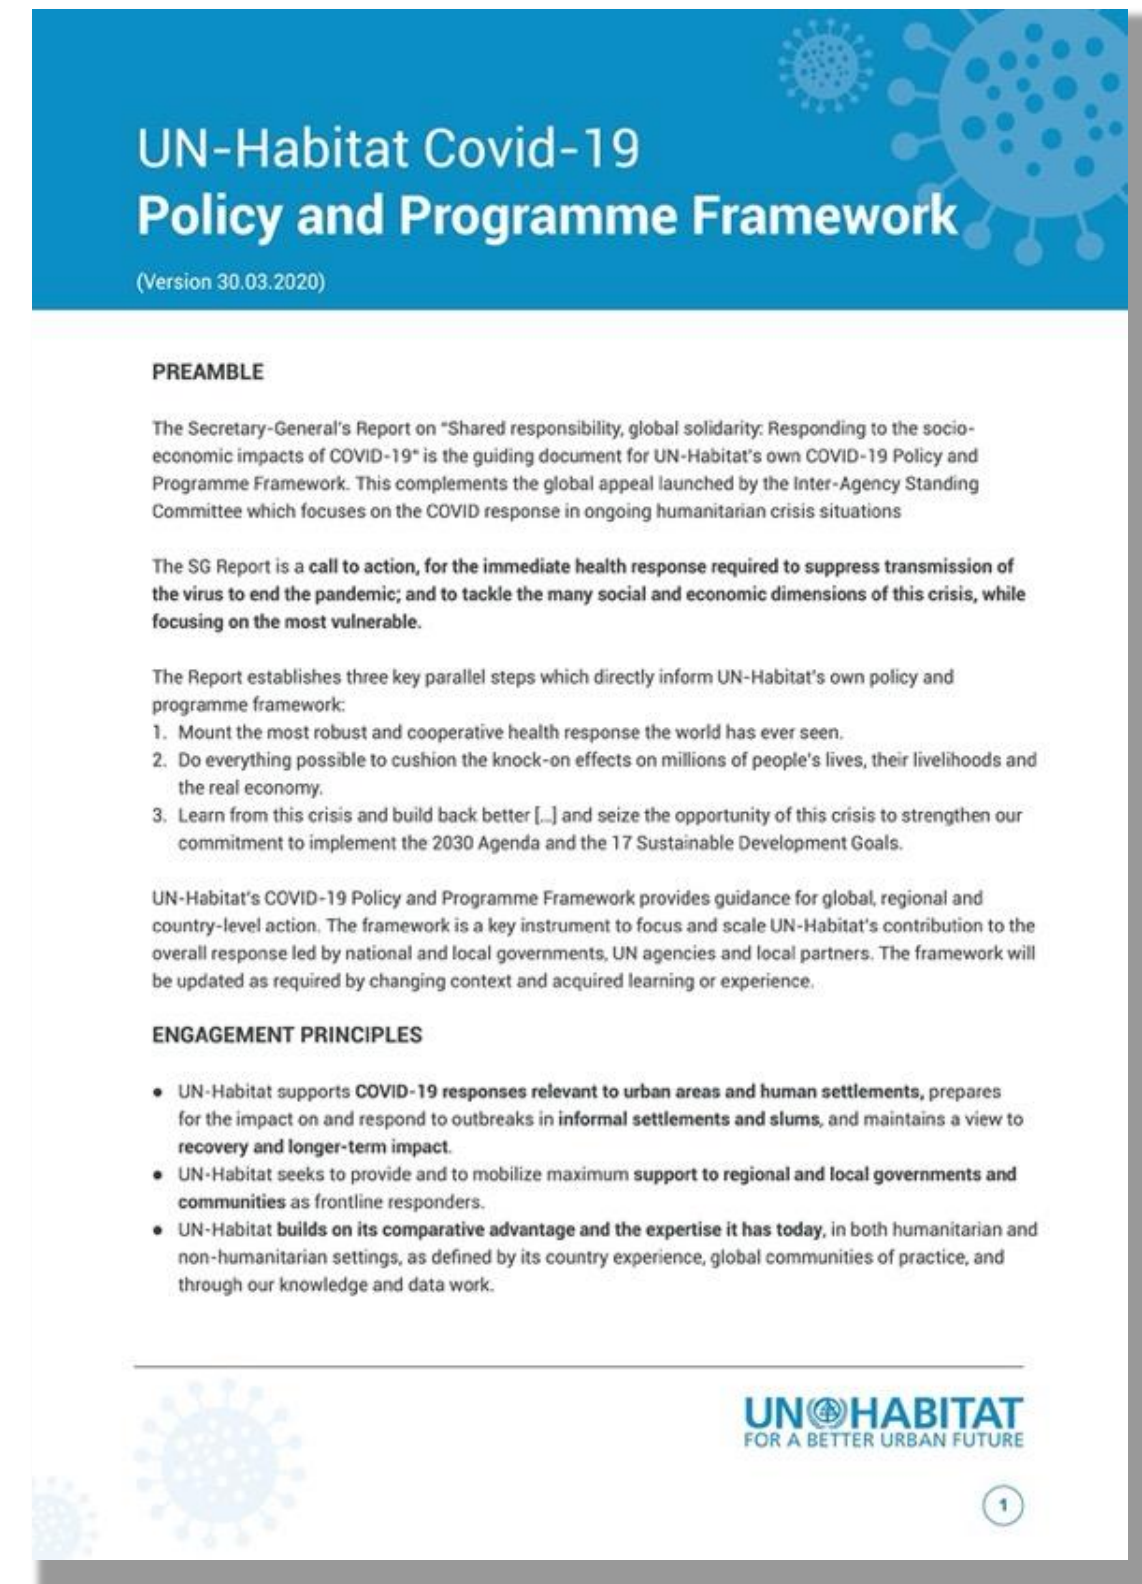 UN-Habitat Covid-19
Policy and Programme Framework
(Version 30.03.2020)
PREAMBLE
The Secretary-General's Report on "Shared responsibility, global solidarity: Responding to the socio-
economic impacts of COVID-19" is the guiding document for UN-Habitat's own COVID-19 Policy and
Programme Framework. This complements the global appeal launched by the Inter-Agency Standing
Committee which focuses on the COVID response in ongoing humanitarian crisis situations
The SG Report is a call to action, for the immediate health response required to suppress transmission of
the virus to end the pandemic; and to tackle the many social and economic dimensions of this crisis, while
focusing on the most vulnerable.
The Report establishes three key parallel steps which directly inform UN-Habitat's own policy and
programme framework:
1. Mount the most robust and cooperative health response the world has ever seen.
2. Do everything possible to cushion the knock-on effects on millions of people's lives, their livelihoods and
the real economy.
3. Learn from this crisis and build back better [...] and seize the opportunity of this crisis to strengthen our
commitment to implement the 2030 Agenda and the 17 Sustainable Development Goals.
UN-Habitat's COVID-19 Policy and Programme Framework provides guidance for global, regional and
country-level action. The framework is a key instrument to focus and scale UN-Habitat's contribution to the
overall response led by national and local governments, UN agencies and local partners. The framework will
be updated as required by changing context and acquired learning or experience.
ENGAGEMENT PRINCIPLES
● UN-Habitat supports COVID-19 responses relevant to urban areas and human settlements, prepares
for the impact on and respond to outbreaks in informal settlements and slums, and maintains a view to
recovery and longer-term impact.
● UN-Habitat seeks to provide and to mobilize maximum support to regional and local governments and
communities as frontline responders.
● UN-Habitat builds on its comparative advantage and the expertise it has today, in both humanitarian and
non-humanitarian settings, as defined by its country experience, global communities of practice, and
through our knowledge and data work.
UN HABITAT
FOR A BETTER URBAN FUTURE
1